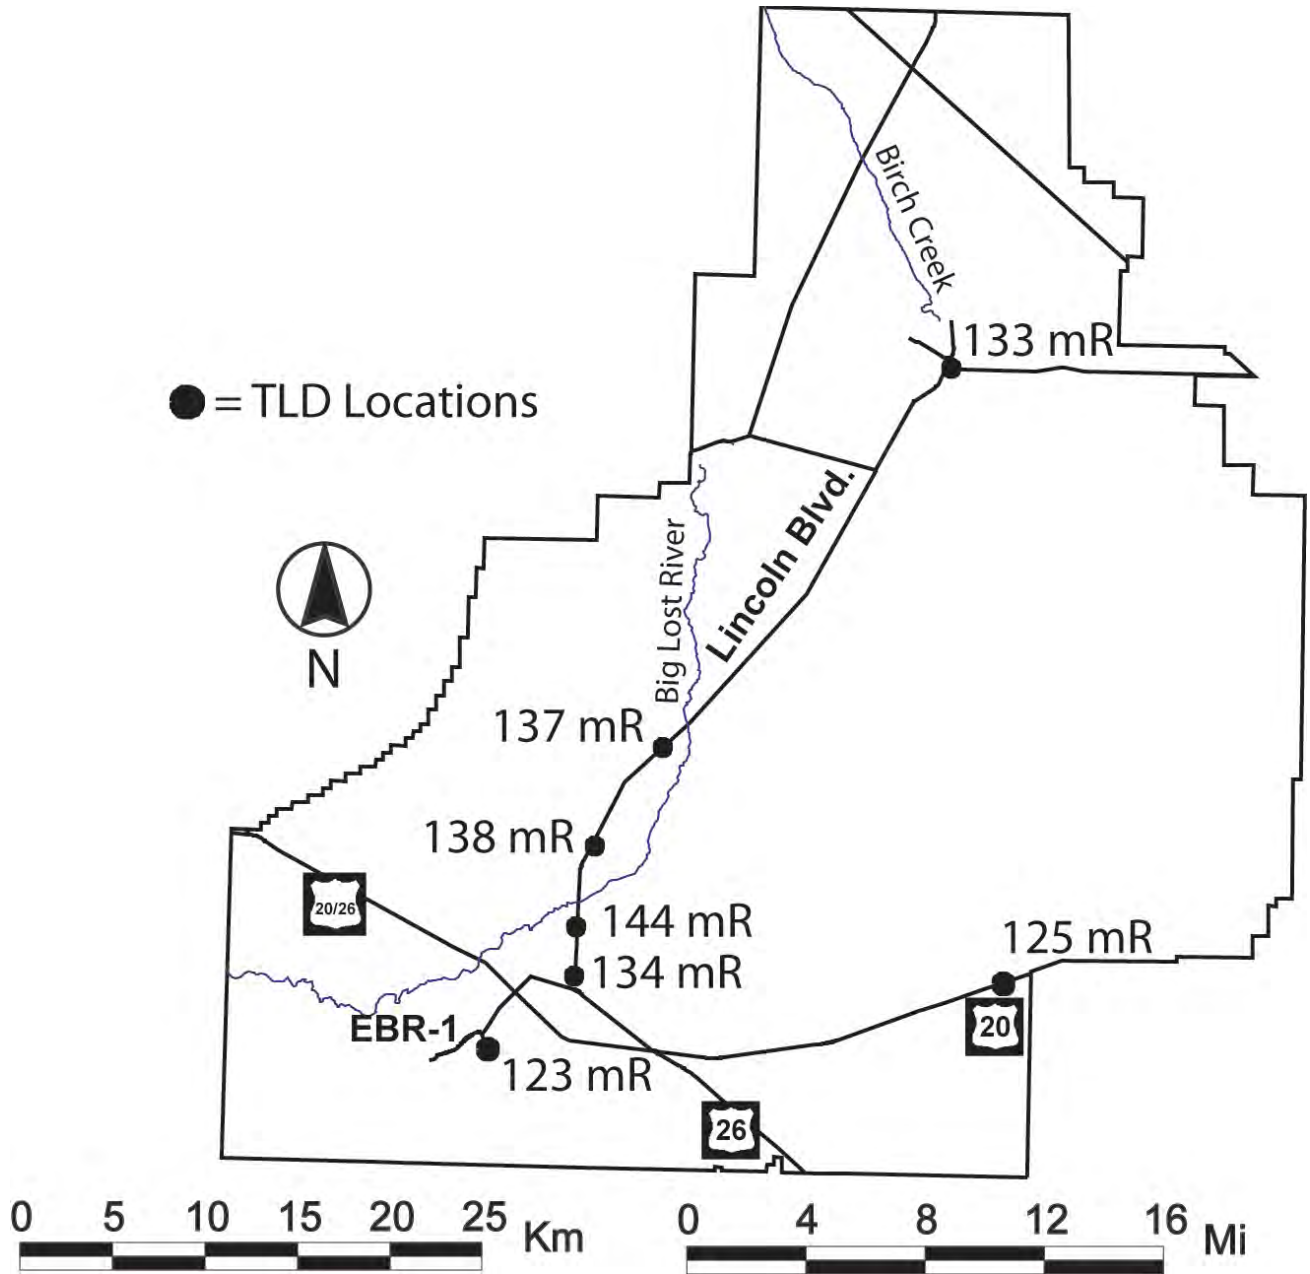 Birch Creek
133 mR
= TLD Locations
Lincoln Blvd.
Big Lost River
N
137 mR
138 mR
20/26
144 mR
125 mR
134 mR
20
EBR-1
123 mR
26
0 5 10 15 20 25 Km
0 4 8 12 16 Mi